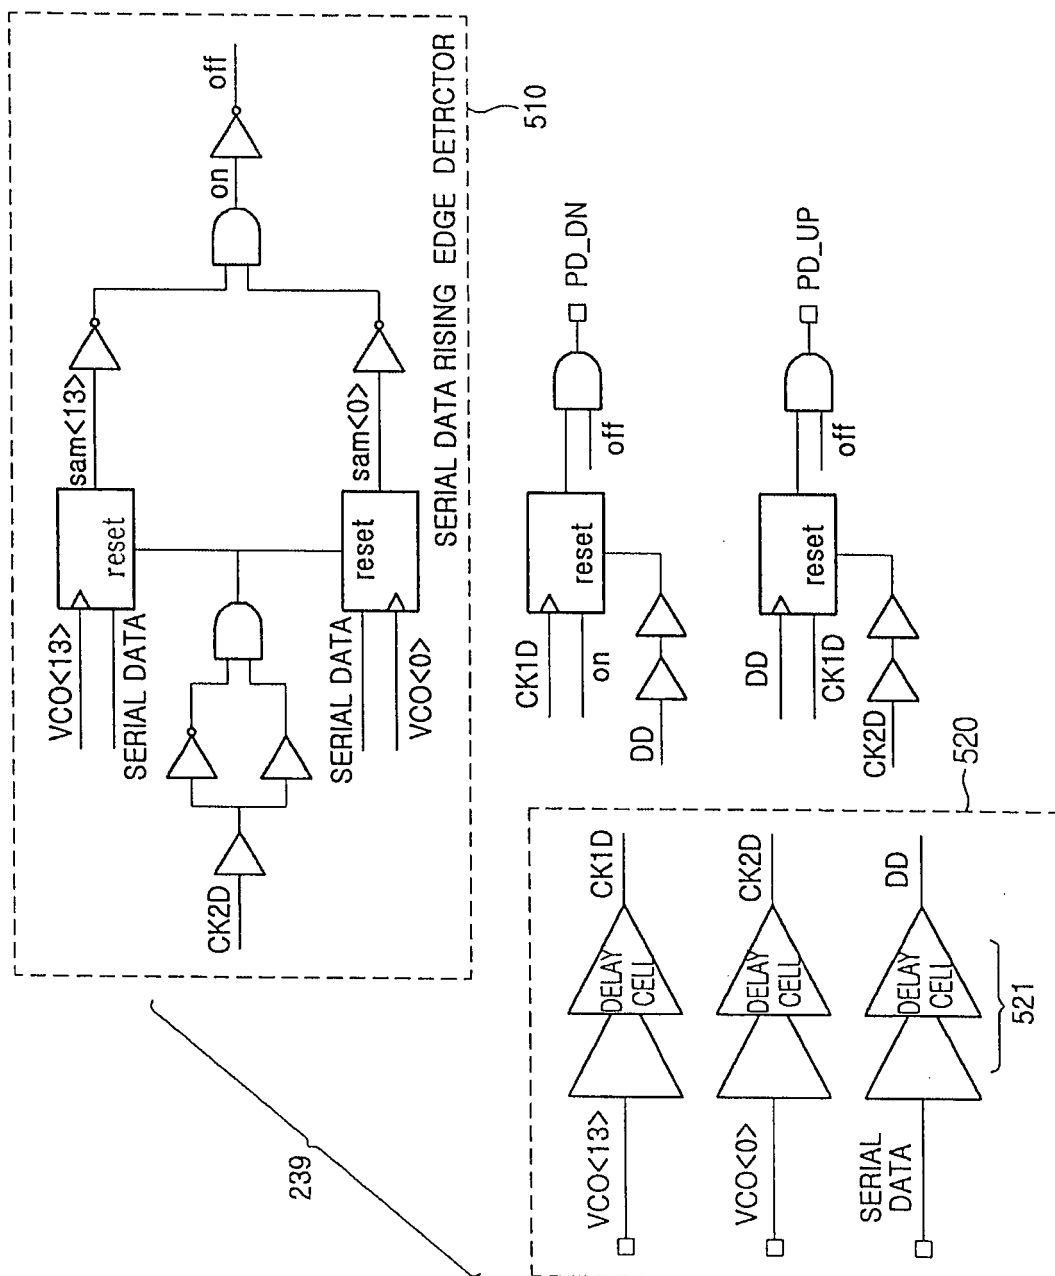 VCO<13>
SERIAL DATA
reset
sam<13>
CK2D
on
off
SERIAL DATA
VCO<0>
reset
sam<0>
SERIAL DATA RISING EDGE DETRCTOR
510
239
CK1D
on
reset
DD
off
PD_DN
DD
CK1D
reset
CK2D
off
PD_UP
520
VCO<13>
DELAY
CELL
CK1D
VCO<0>
DELAY
CELL
CK2D
SERIAL
DATA
DELAY
CELL
DD
521